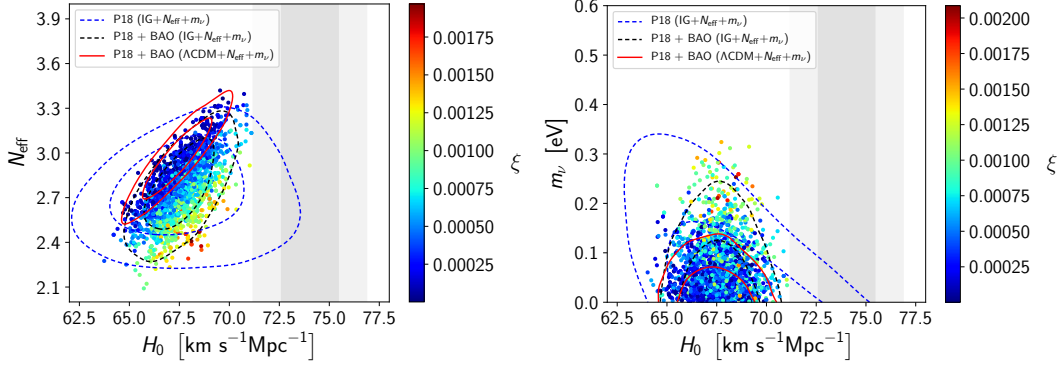 P18 (IG+N_eff+m_ν)
P18 + BAO (IG+N_eff+m_ν)
P18 + BAO (ΛCDM+N_eff+m_ν)
3.9
3.6
3.3
3.0
2.7
2.4
2.1
N_eff
62.5 65.0 67.5 70.0 72.5 75.0 77.5
H_0 [km s⁻¹Mpc⁻¹]
0.00175
0.00150
0.00125
0.00100
0.00075
0.00050
0.00025
ξ
P18 (IG+N_eff+m_ν)
P18 + BAO (IG+N_eff+m_ν)
P18 + BAO (ΛCDM+N_eff+m_ν)
0.6
0.5
0.4
0.3
0.2
0.1
0.0
m_ν [eV]
62.5 65.0 67.5 70.0 72.5 75.0 77.5
H_0 [km s⁻¹Mpc⁻¹]
0.00200
0.00175
0.00150
0.00125
0.00100
0.00075
0.00050
0.00025
ξ